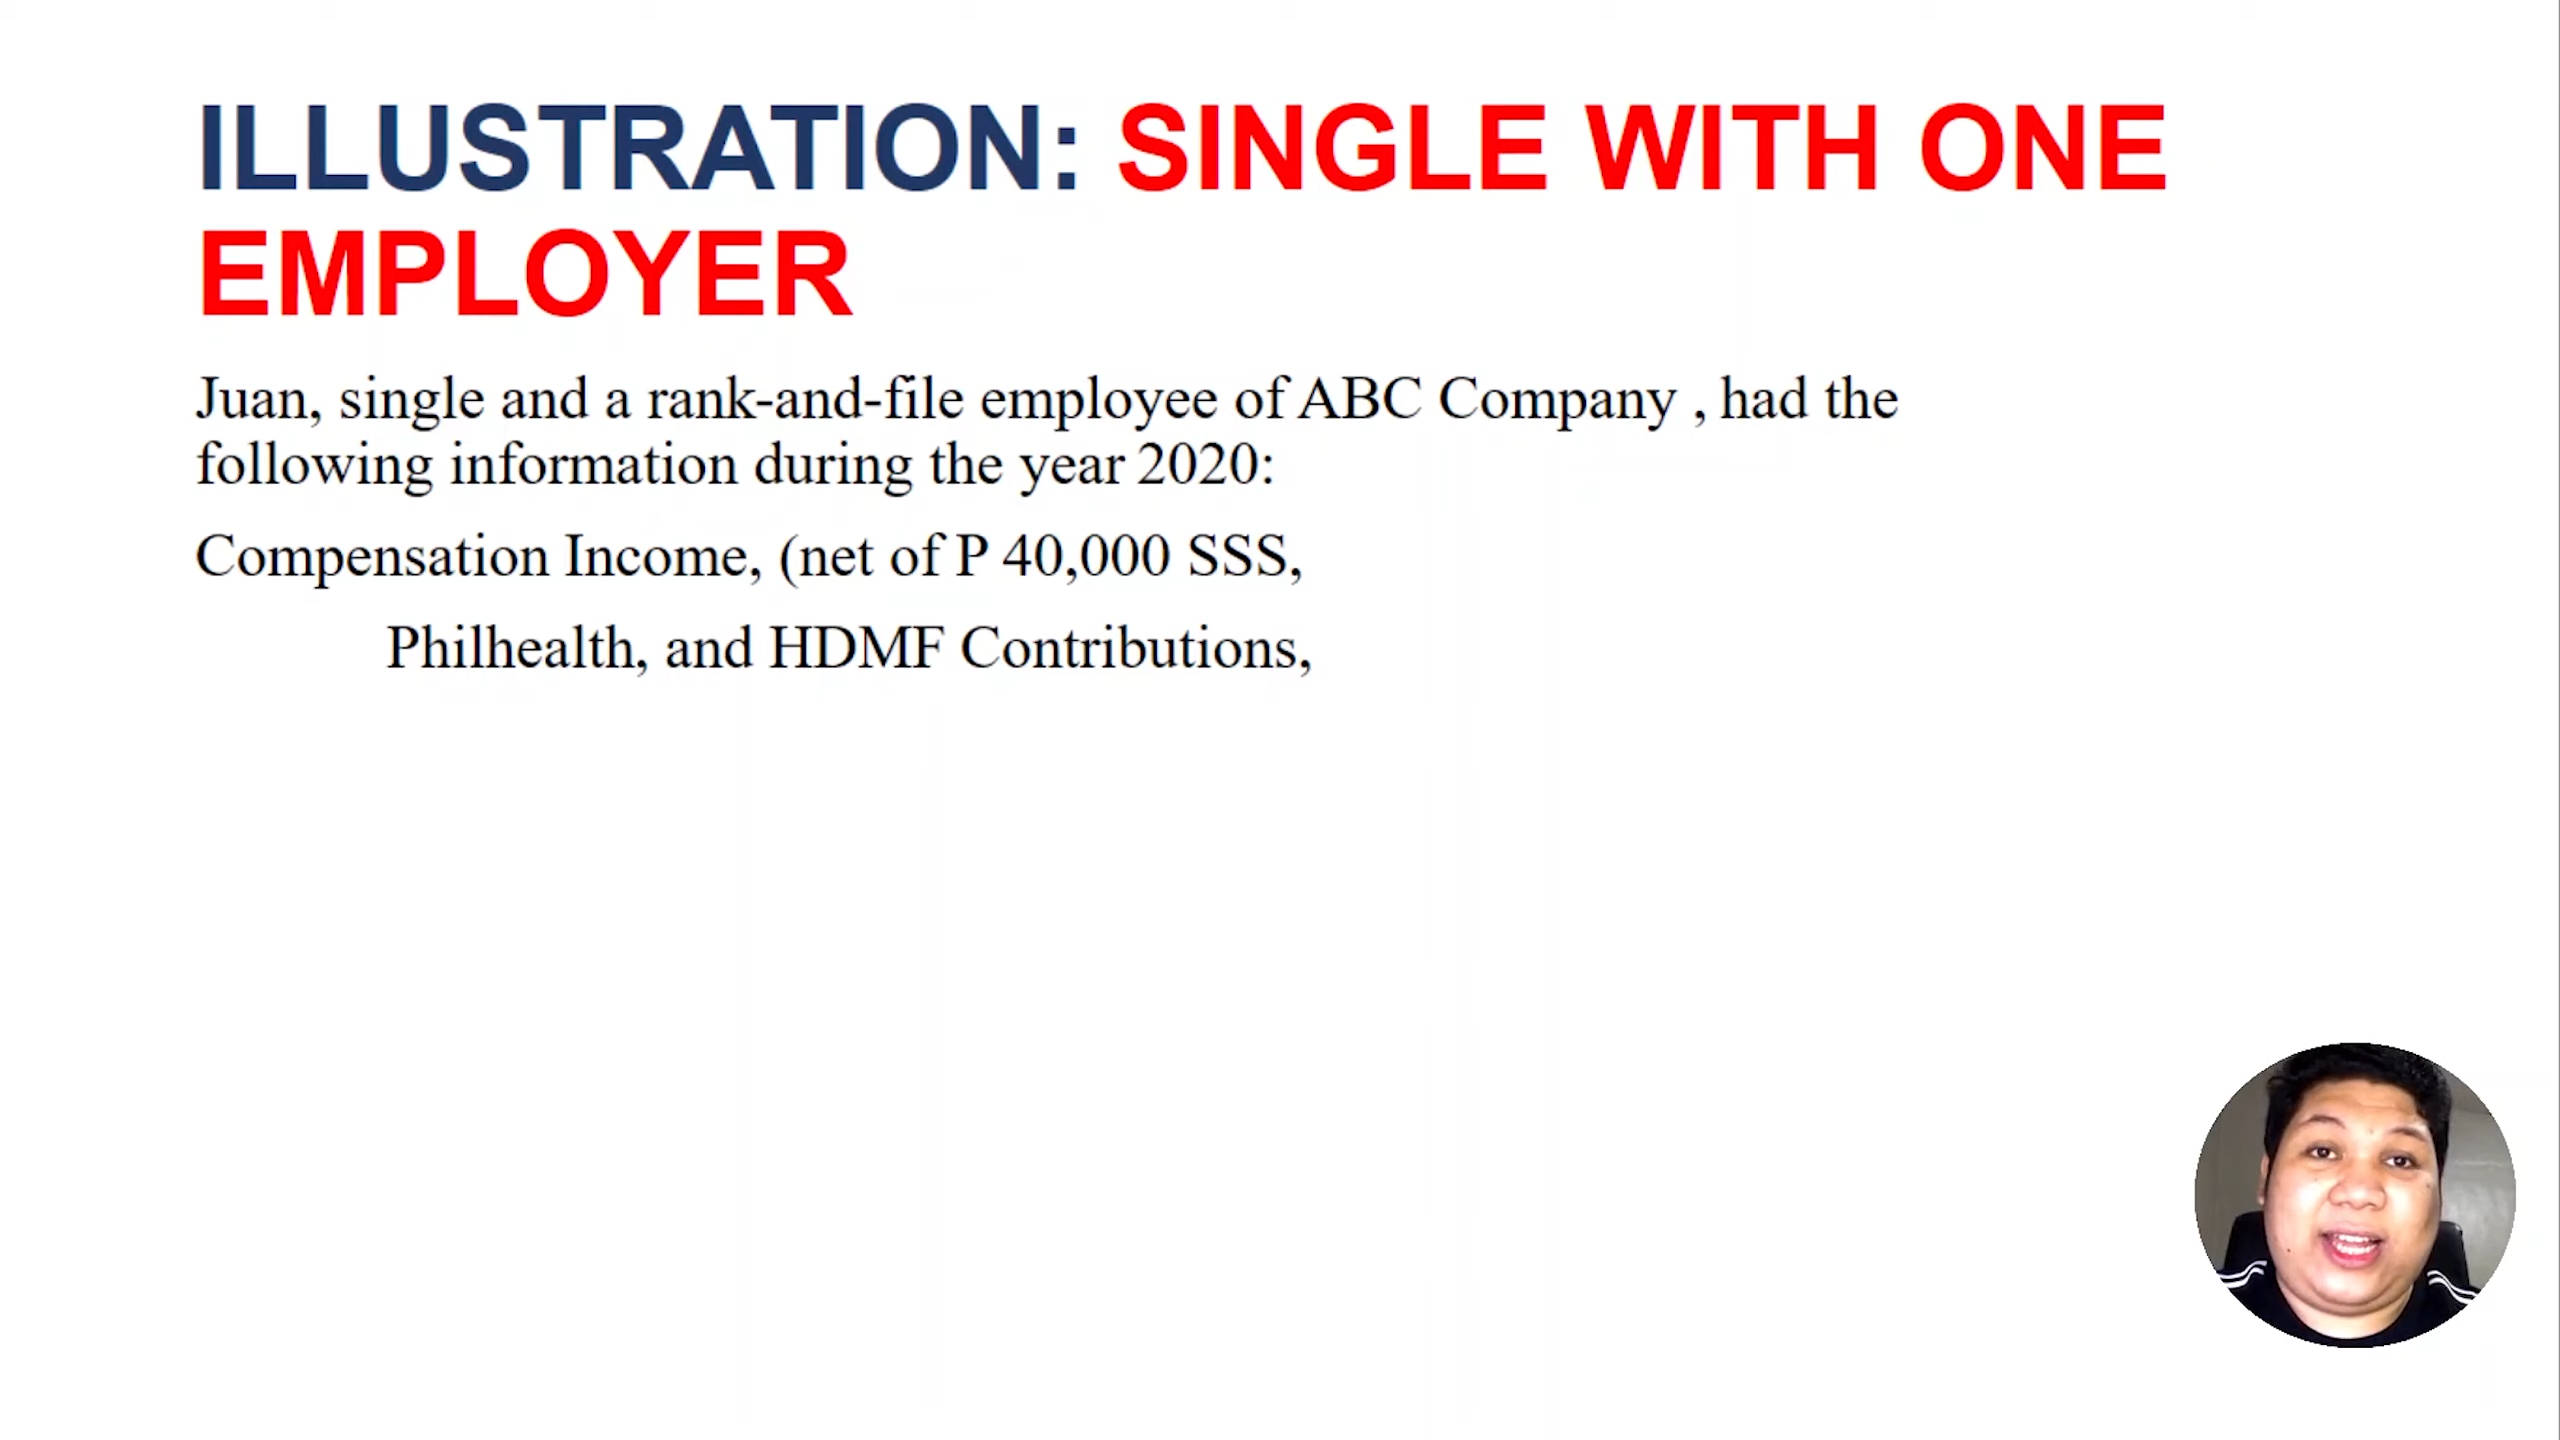 ILLUSTRATION: SINGLE WITH ONE
EMPLOYER
Juan, single and a rank-and-file employee of ABC Company , had the
following information during the year 2020:
Compensation Income, (net of P 40,000 SSS,
Philhealth, and HDMF Contributions,